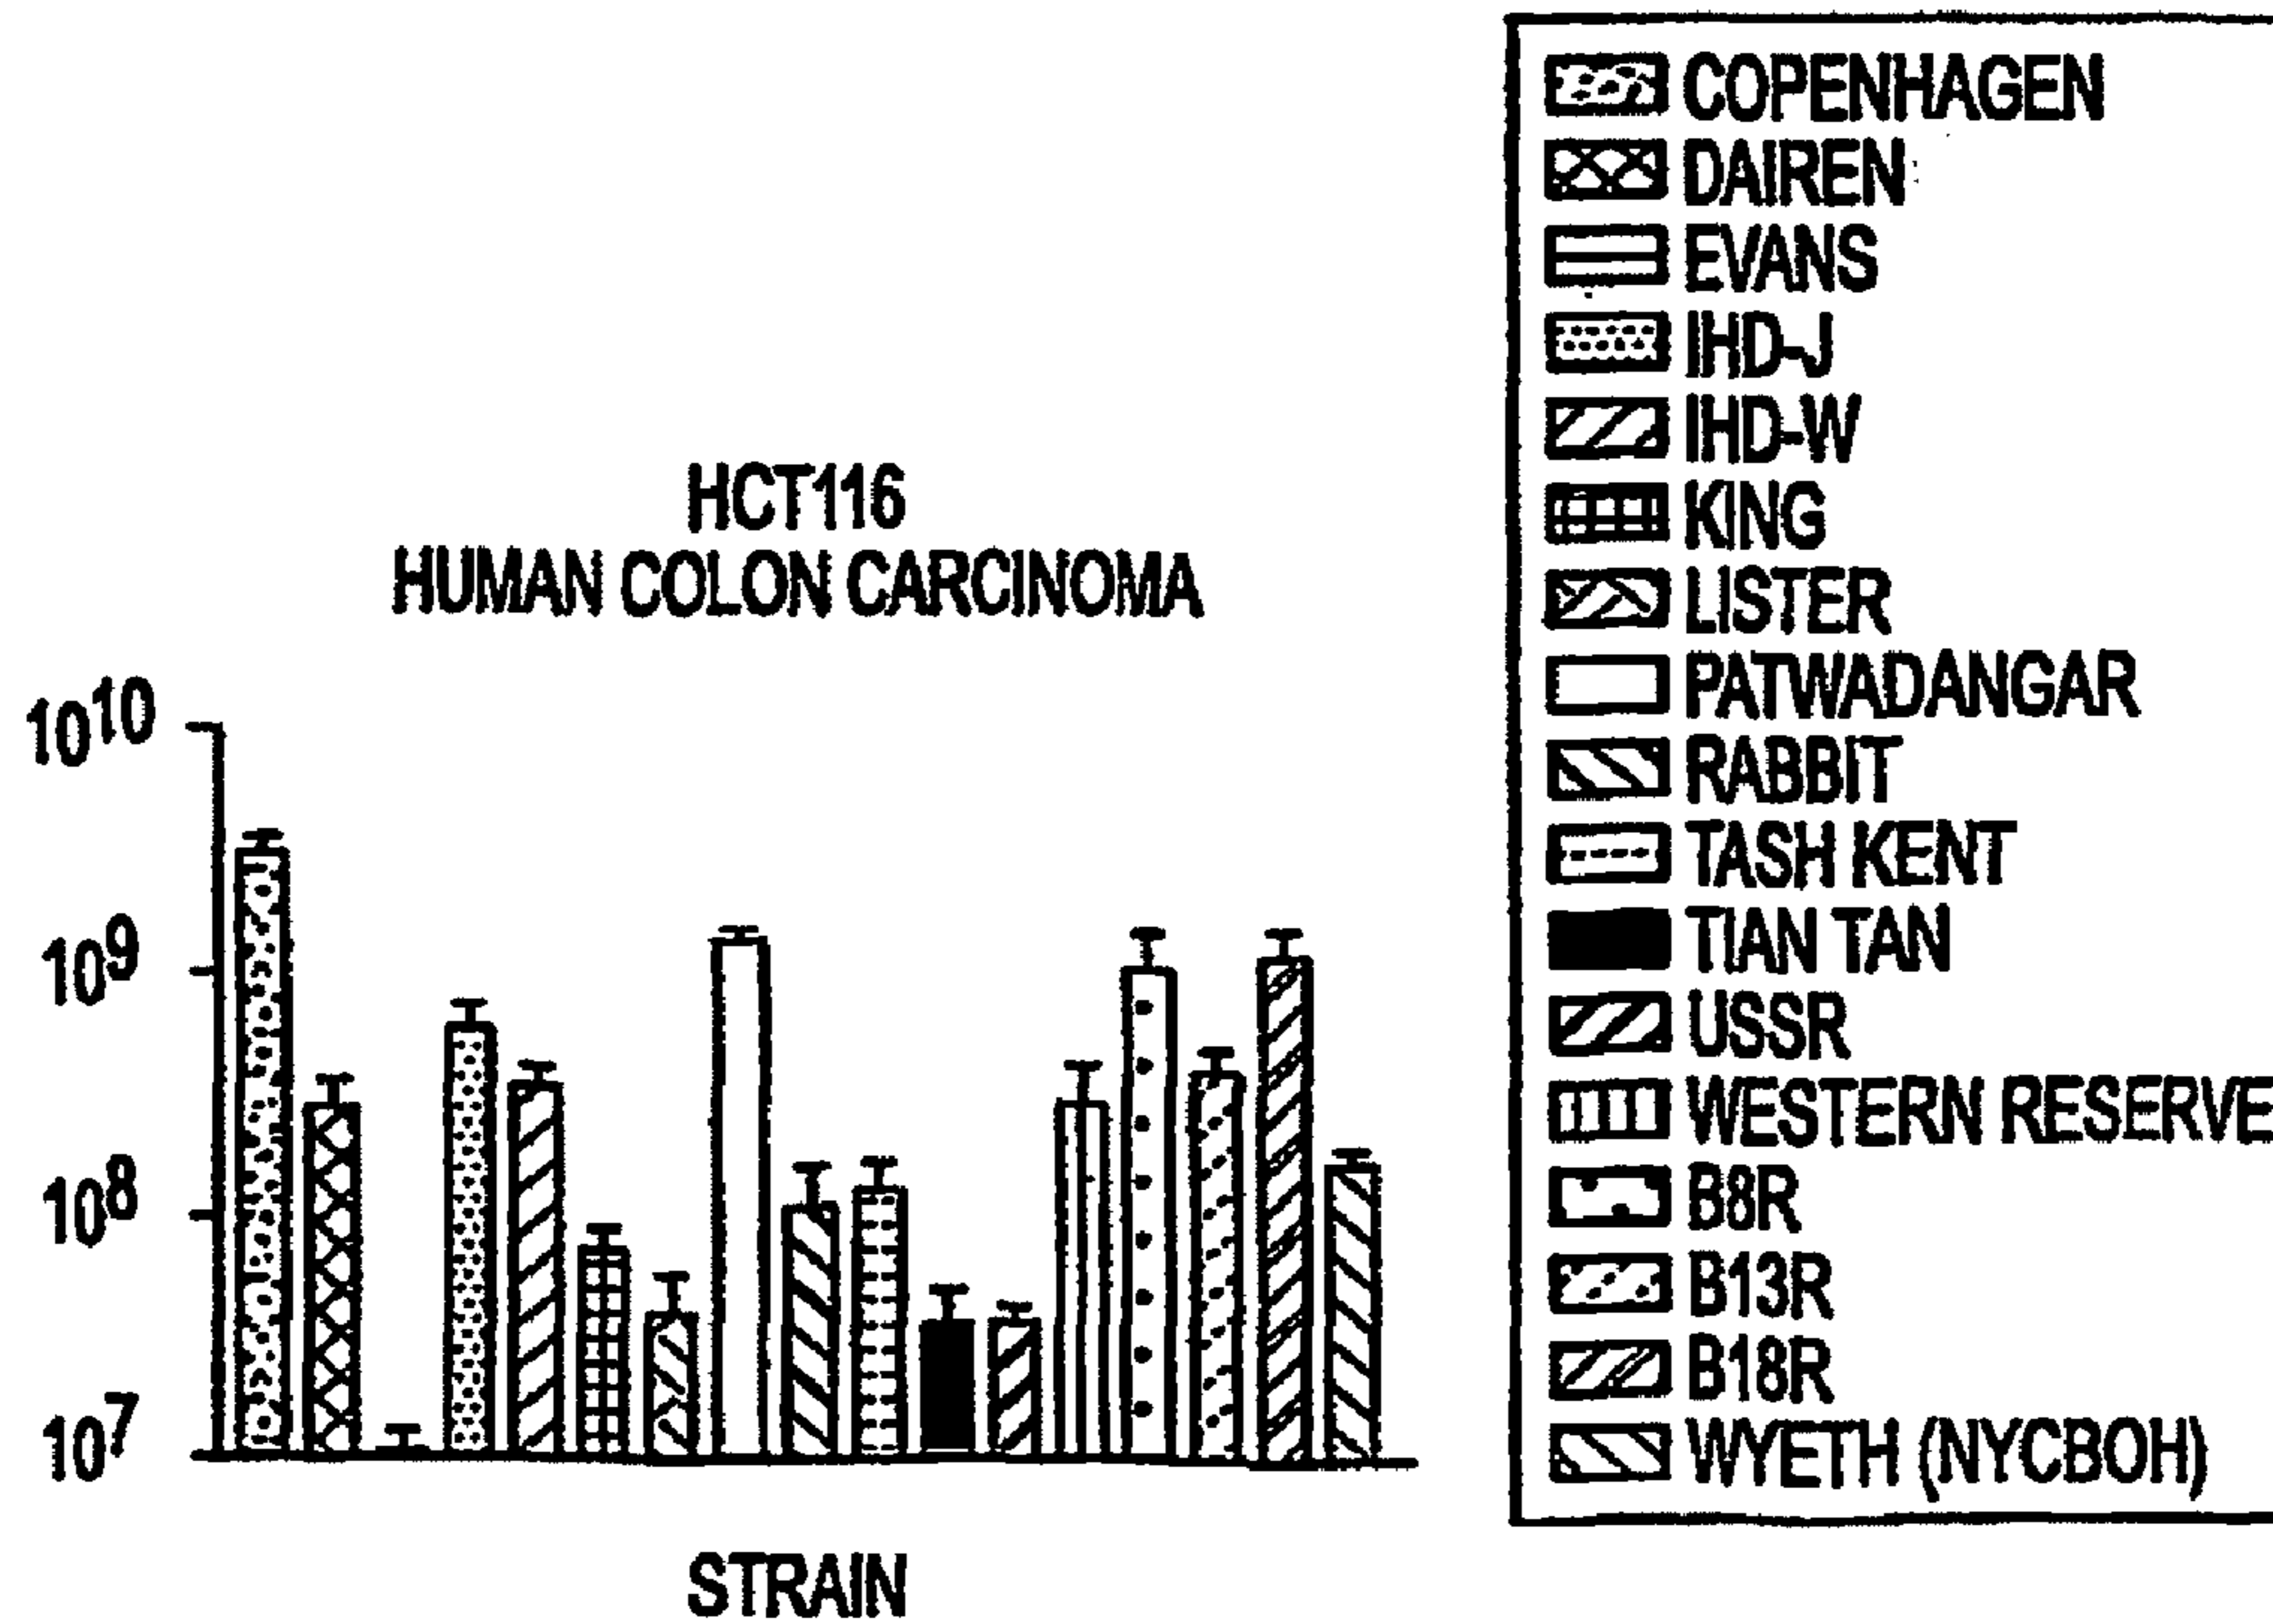 HCT116
HUMAN COLON CARCINOMA
10^10
10^9
10^8
10^7
STRAIN
COPENHAGEN
DAIREN
EVANS
IHD-J
IHD-W
KING
LISTER
PATWADANGAR
RABBIT
TASH KENT
TIAN TAN
USSR
WESTERN RESERVE
B8R
B13R
B18R
WYETH (NYCBOH)